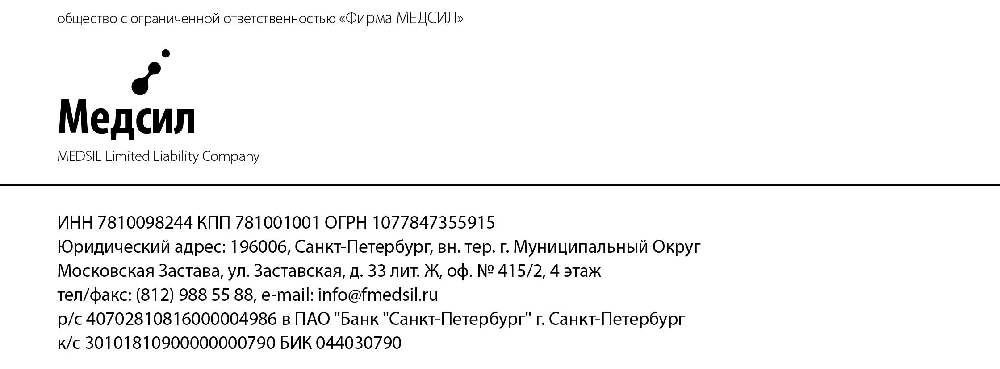 общество с ограниченной ответственностью «Фирма МЕДСИЛ»
Медсил
MEDSIL Limited Liability Company
ИНН 7810098244 КПП 781001001 ОГРН 1077847355915
Юридический адрес: 196006, Санкт-Петербург, вн. тер. г. Муниципальный Округ
Московская Застава, ул. Заставская, д. 33 лит. Ж, оф. № 415/2, 4 этаж
тел/факс: (812) 988 55 88, e-mail: info@fmedsil.ru
р/с 40702810816000004986 в ПАО "Банк "Санкт-Петербург" г. Санкт-Петербург
к/с 30101810900000000790 БИК 044030790